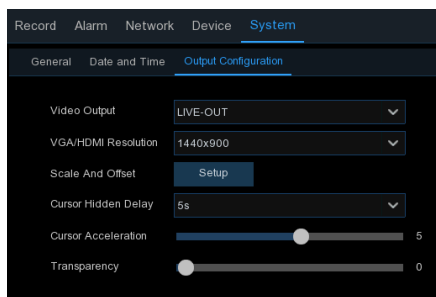 Record Alarm Network Device System
General Date and Time Output Configuration
Video Output LIVE-OUT
VGA/HDMI Resolution 1440x900
Scale And Offset Setup
Cursor Hidden Delay 5s
Cursor Acceleration 5
Transparency 0